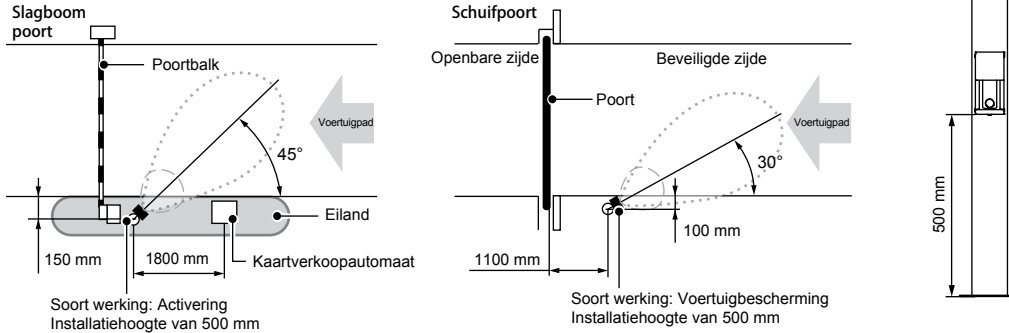 Slagboom
poort
Poortbalk
Voertuigpad
45°
Eiland
150 mm
1800 mm
Kaartverkoopautomaat
Soort werking: Activering
Installatiehoogte van 500 mm
Schuifpoort
Openbare zijde
Beveiligde zijde
Poort
Voertuigpad
30°
100 mm
1100 mm
Soort werking: Voertuigbescherming
Installatiehoogte van 500 mm
500 mm